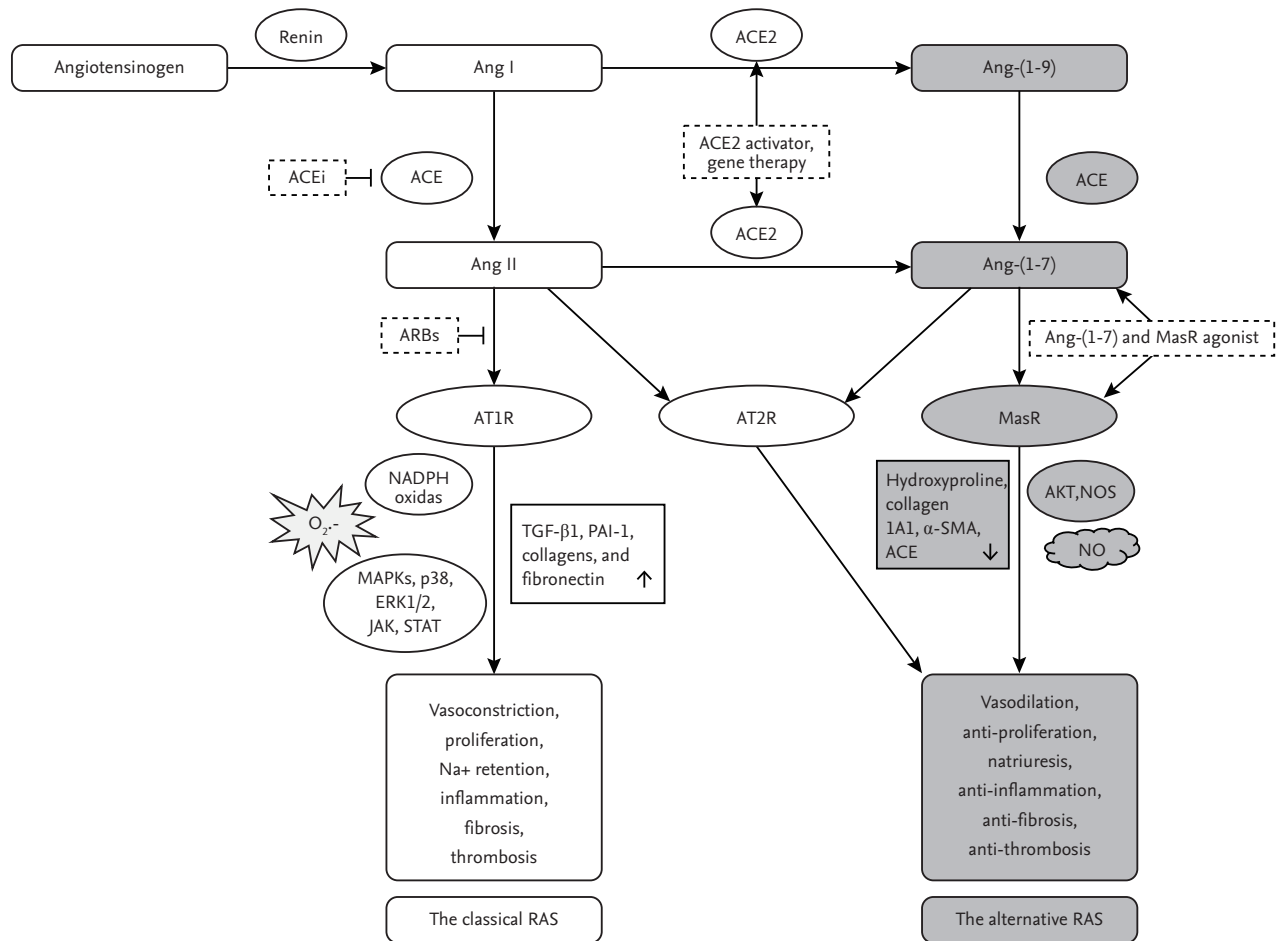 Renin
ACE2
Angiotensinogen
Ang I
Ang-(1-9)
ACE2 activator,
gene therapy
ACEi
ACE
ACE
ACE2
Ang II
Ang-(1-7)
ARBs
Ang-(1-7) and MasR agonist
AT1R
AT2R
MasR
NADPH
oxidas
O2.-
MAPKs, p38,
ERK1/2,
JAK, STAT
TGF-β1, PAI-1,
collagens, and
fibronectin ↑
Hydroxyproline,
collagen
1A1, α-SMA,
ACE ↓
AKT,NOS
NO
Vasoconstriction,
proliferation,
Na+ retention,
inflammation,
fibrosis,
thrombosis
Vasodilation,
anti-proliferation,
natriuresis,
anti-inflammation,
anti-fibrosis,
anti-thrombosis
The classical RAS
The alternative RAS